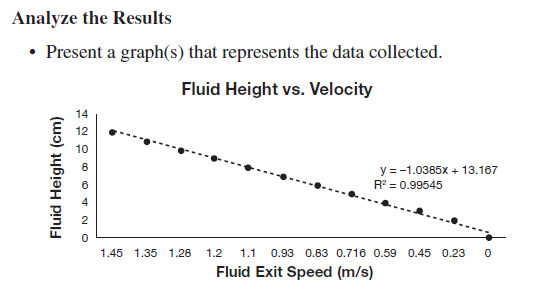 Analyze the Results
• Present a graph(s) that represents the data collected.
Fluid Height vs. Velocity
Fluid Height (cm)
14
12
10
8
6
4
2
0
y = –1.0385x + 13.167
R² = 0.99545
1.45 1.35 1.28 1.2 1.1 0.93 0.83 0.716 0.59 0.45 0.23 0
Fluid Exit Speed (m/s)